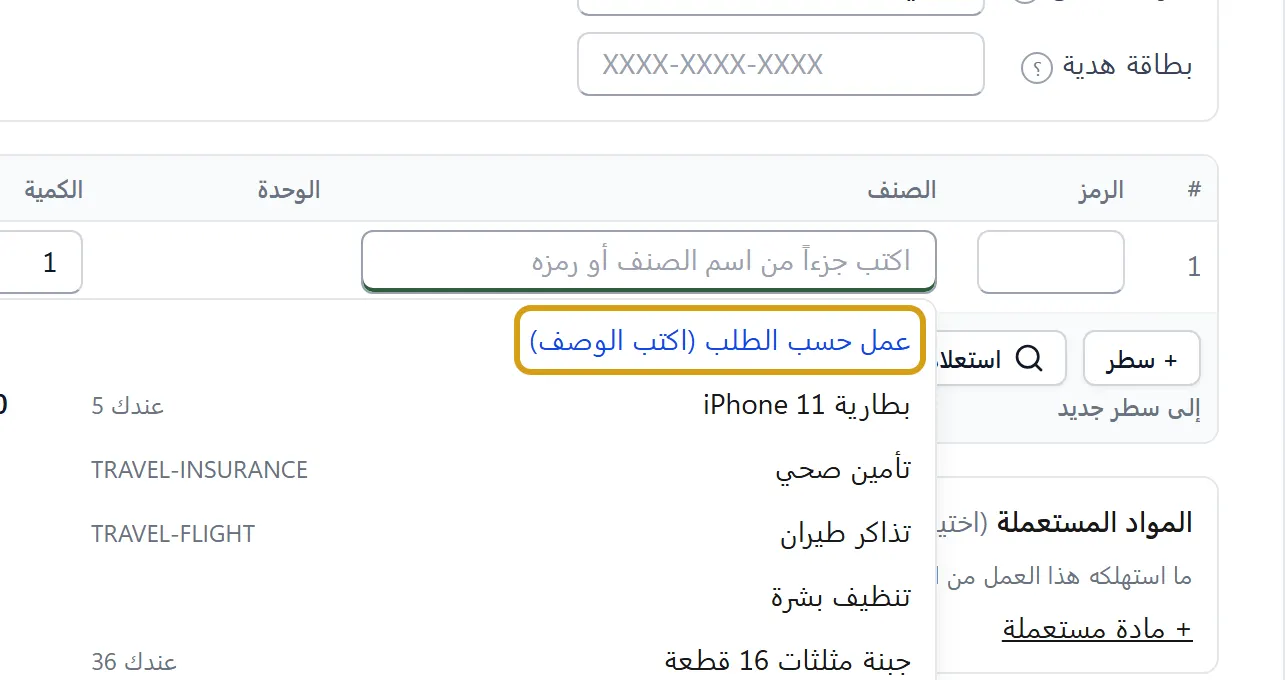 بطاقة هدية ؟ XXXX-XXXX-XXXX
# الرمز الصنف الوحدة الكمية
1 اكتب جزءاً من اسم الصنف أو رمزه 1
عمل حسب الطلب (اكتب الوصف)
+ سطر
إلى سطر جديد
بطارية iPhone 11 عندك 5
تأمين صحي TRAVEL-INSURANCE
تذاكر طيران TRAVEL-FLIGHT
تنظيف بشرة
جبنة مثلثات 16 قطعة عندك 36
المواد المستعملة
ما استهلكه هذا العمل من
+ مادة مستعملة